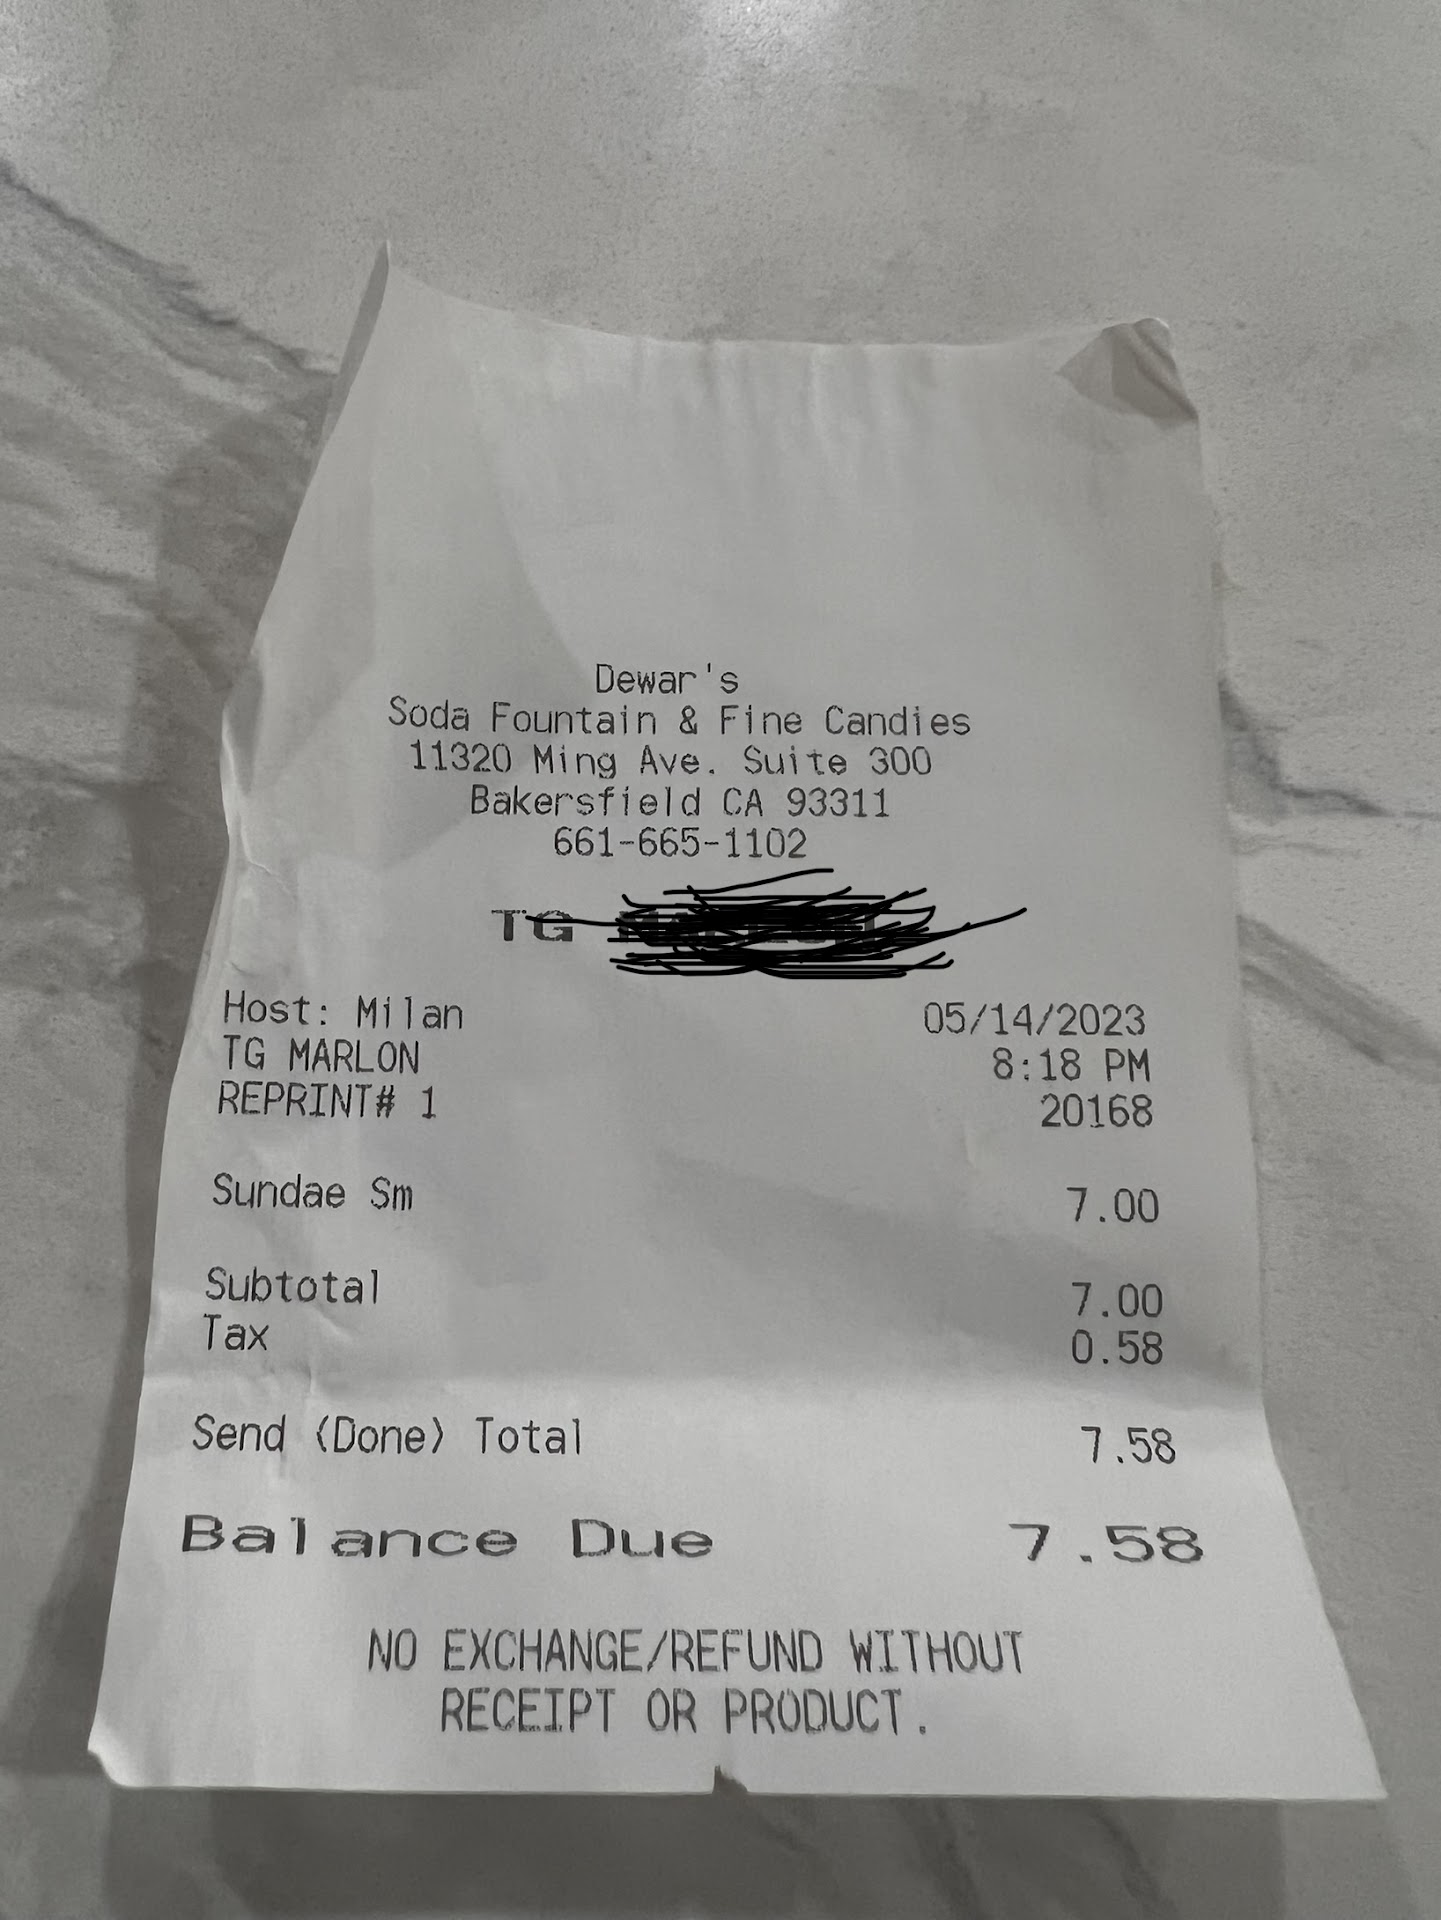 Dewar's
Soda Fountain & Fine Candies
11320 Ming Ave. Suite 300
Bakersfield CA 93311
661-665-1102
TG
Host: Milan
05/14/2023
TG MARLON
8:18 PM
REPRINT# 1
20168
Sundae Sm
7.00
Subtotal
7.00
Tax
0.58
Send (Done) Total
7.58
Balance Due
7.58
NO EXCHANGE/REFUND WITHOUT
RECEIPT OR PRODUCT.